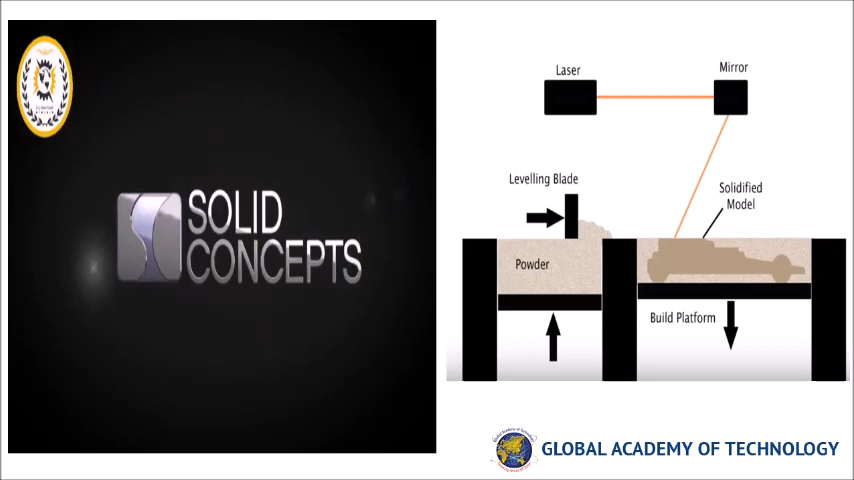 SOLID
CONCEPTS
Laser
Mirror
Levelling Blade
Solidified
Model
Powder
Build Platform
GLOBAL ACADEMY OF TECHNOLOGY